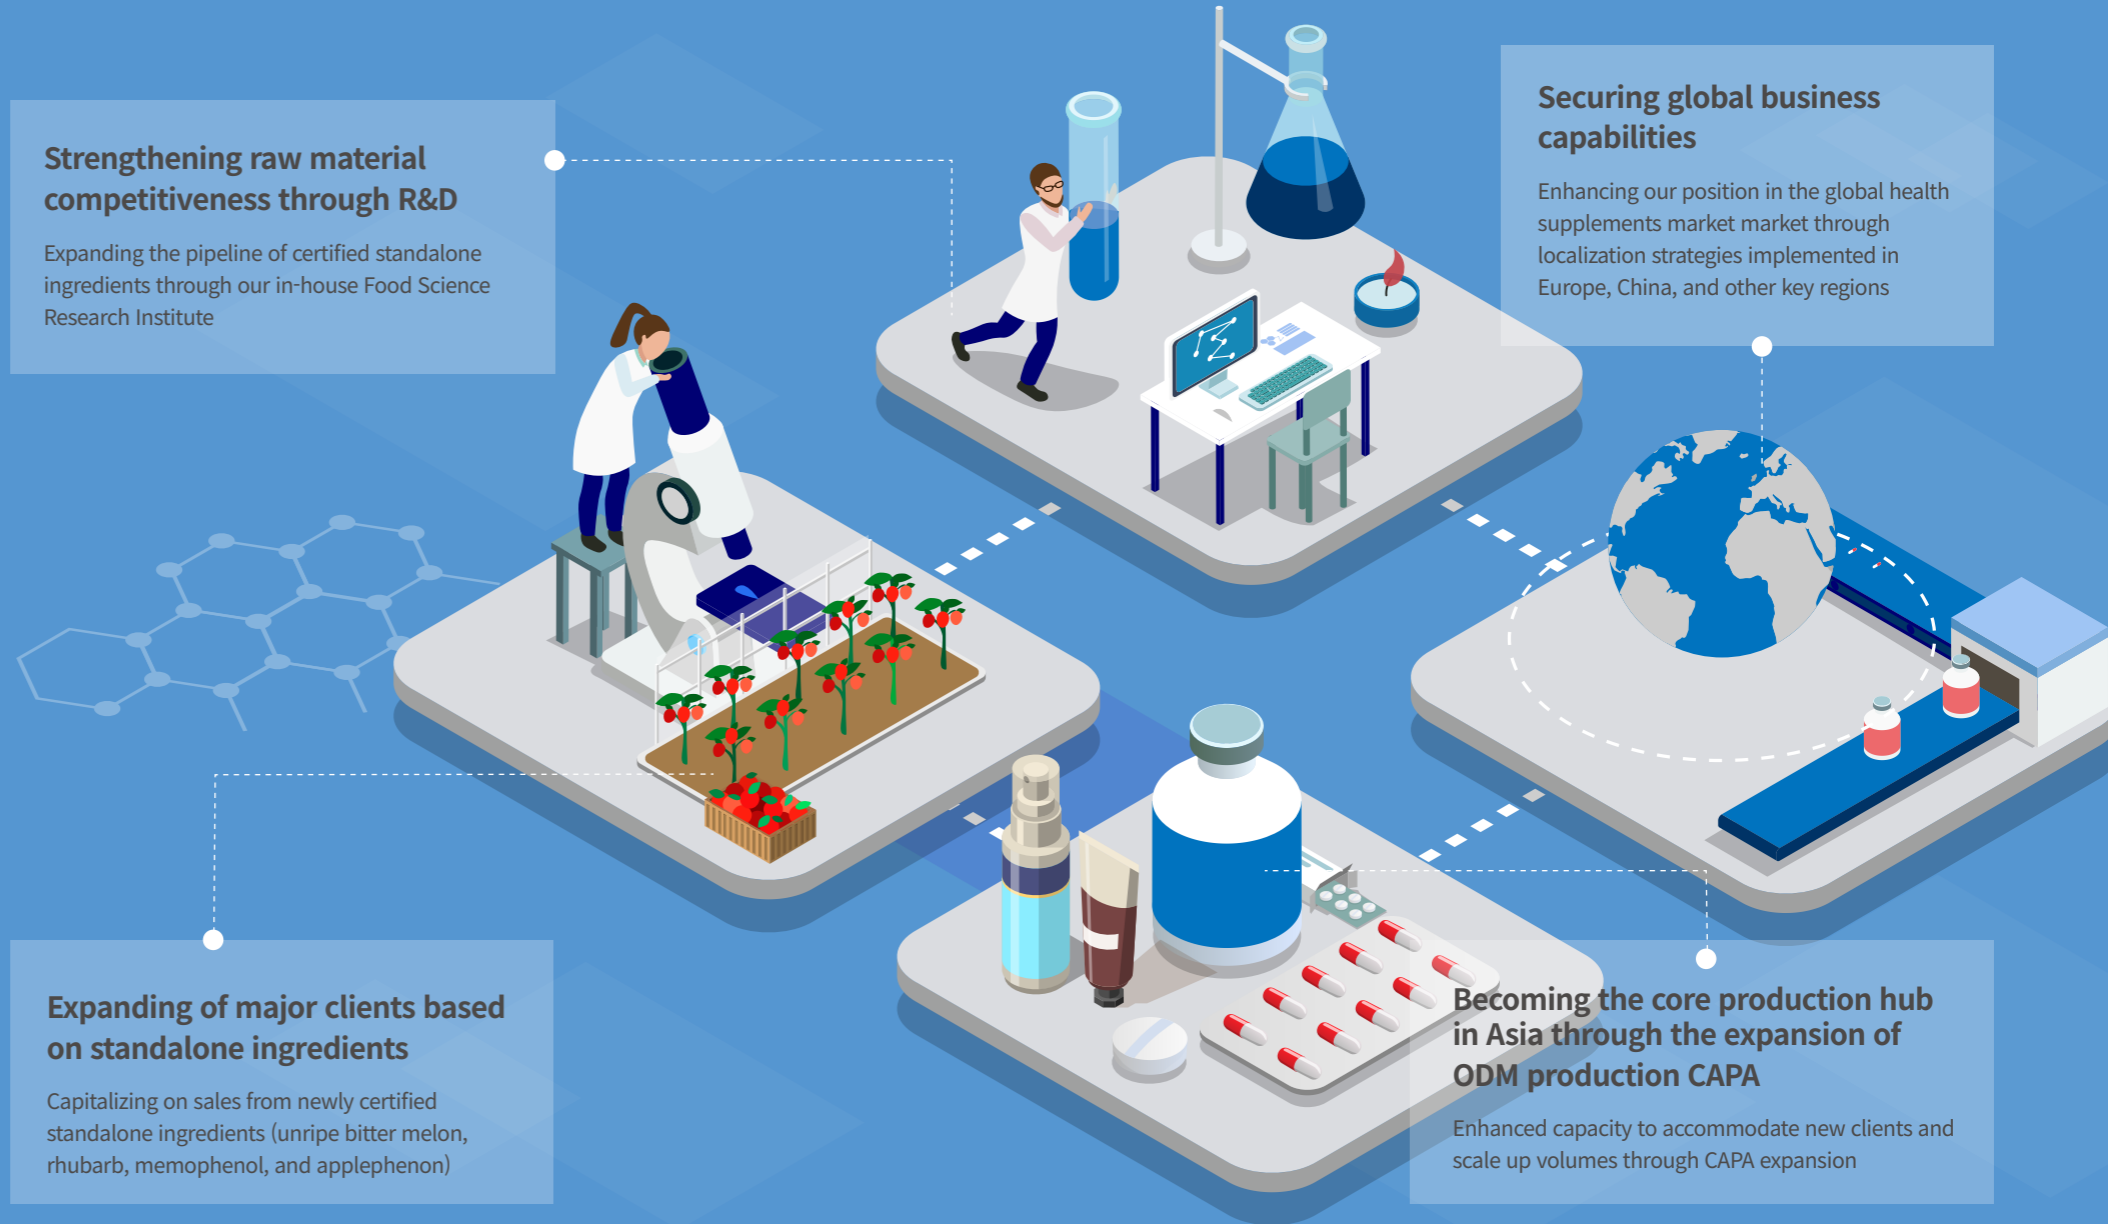 Strengthening raw material
competitiveness through R&D
Expanding the pipeline of certified standalone
ingredients through our in-house Food Science
Research Institute
Securing global business
capabilities
Enhancing our position in the global health
supplements market market through
localization strategies implemented in
Europe, China, and other key regions
Expanding of major clients based
on standalone ingredients
Capitalizing on sales from newly certified
standalone ingredients (unripe bitter melon,
rhubarb, memophenol, and applephenon)
Becoming the core production hub
in Asia through the expansion of
ODM production CAPA
Enhanced capacity to accommodate new clients and
scale up volumes through CAPA expansion